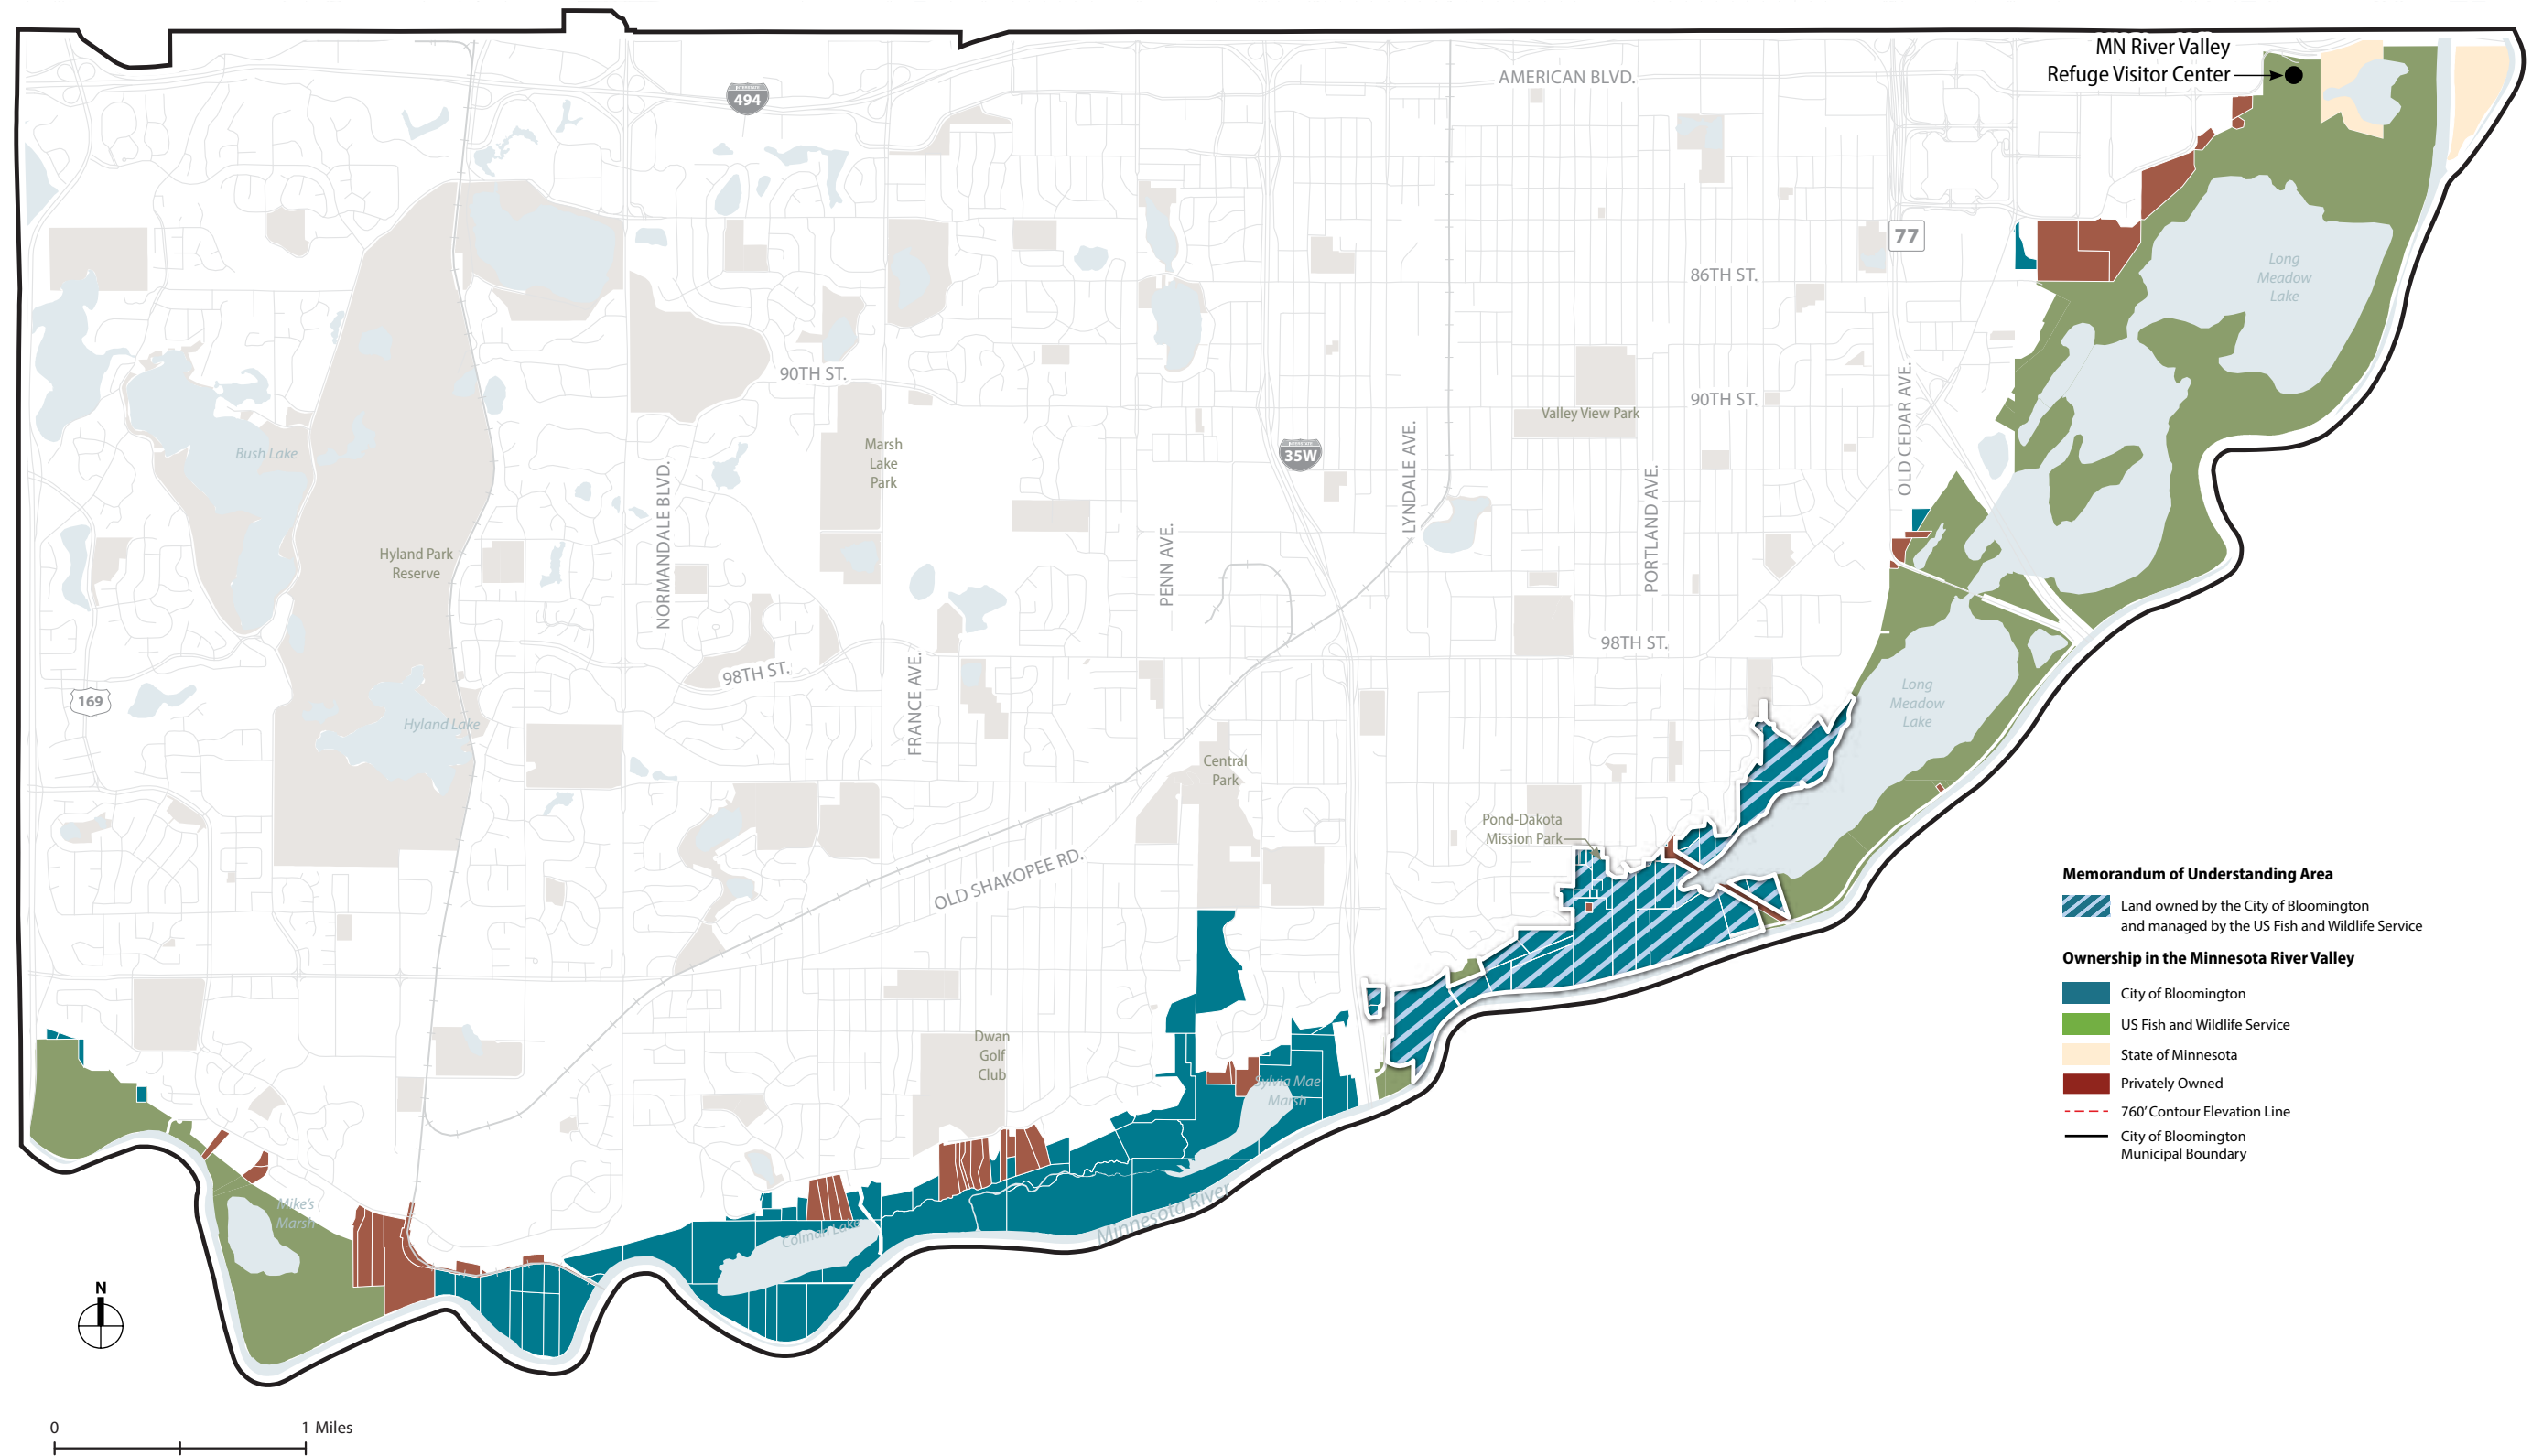 MN River Valley
Refuge Visitor Center
AMERICAN BLVD.
INTERSTATE
494
77
86TH ST.
Long
Meadow
Lake
90TH ST.
90TH ST.
Valley View Park
OLD CEDAR AVE.
Marsh
Lake
Park
Bush Lake
INTERSTATE
35W
LYNDALE AVE.
PORTLAND AVE.
NORMANDALE BLVD.
PENN AVE.
Hyland Park
Reserve
98TH ST.
98TH ST.
FRANCE AVE.
169
Hyland Lake
Long
Meadow
Lake
Central
Park
Pond-Dakota
Mission Park
OLD SHAKOPEE RD.
Dwan
Golf
Club
Sylvia Mae
Marsh
Mike's
Marsh
Colman Lake
Minnesota River
Memorandum of Understanding Area
Land owned by the City of Bloomington
and managed by the US Fish and Wildlife Service
Ownership in the Minnesota River Valley
City of Bloomington
US Fish and Wildlife Service
State of Minnesota
Privately Owned
760' Contour Elevation Line
City of Bloomington
Municipal Boundary
N
0 1 Miles